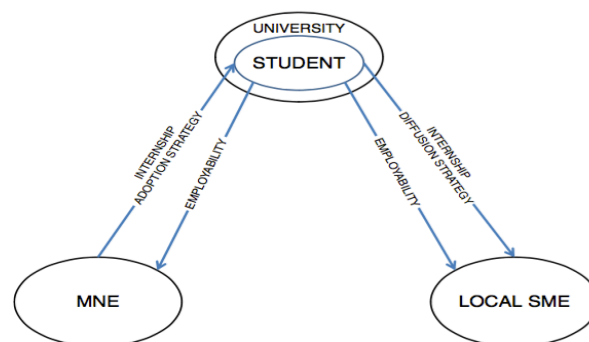 UNIVERSITY
STUDENT
INTERNSHIP
ADOPTION STRATEGY
EMPLOYABILITY
EMPLOYABILITY
INTERNSHIP
DIFFUSION STRATEGY
MNE
LOCAL SME